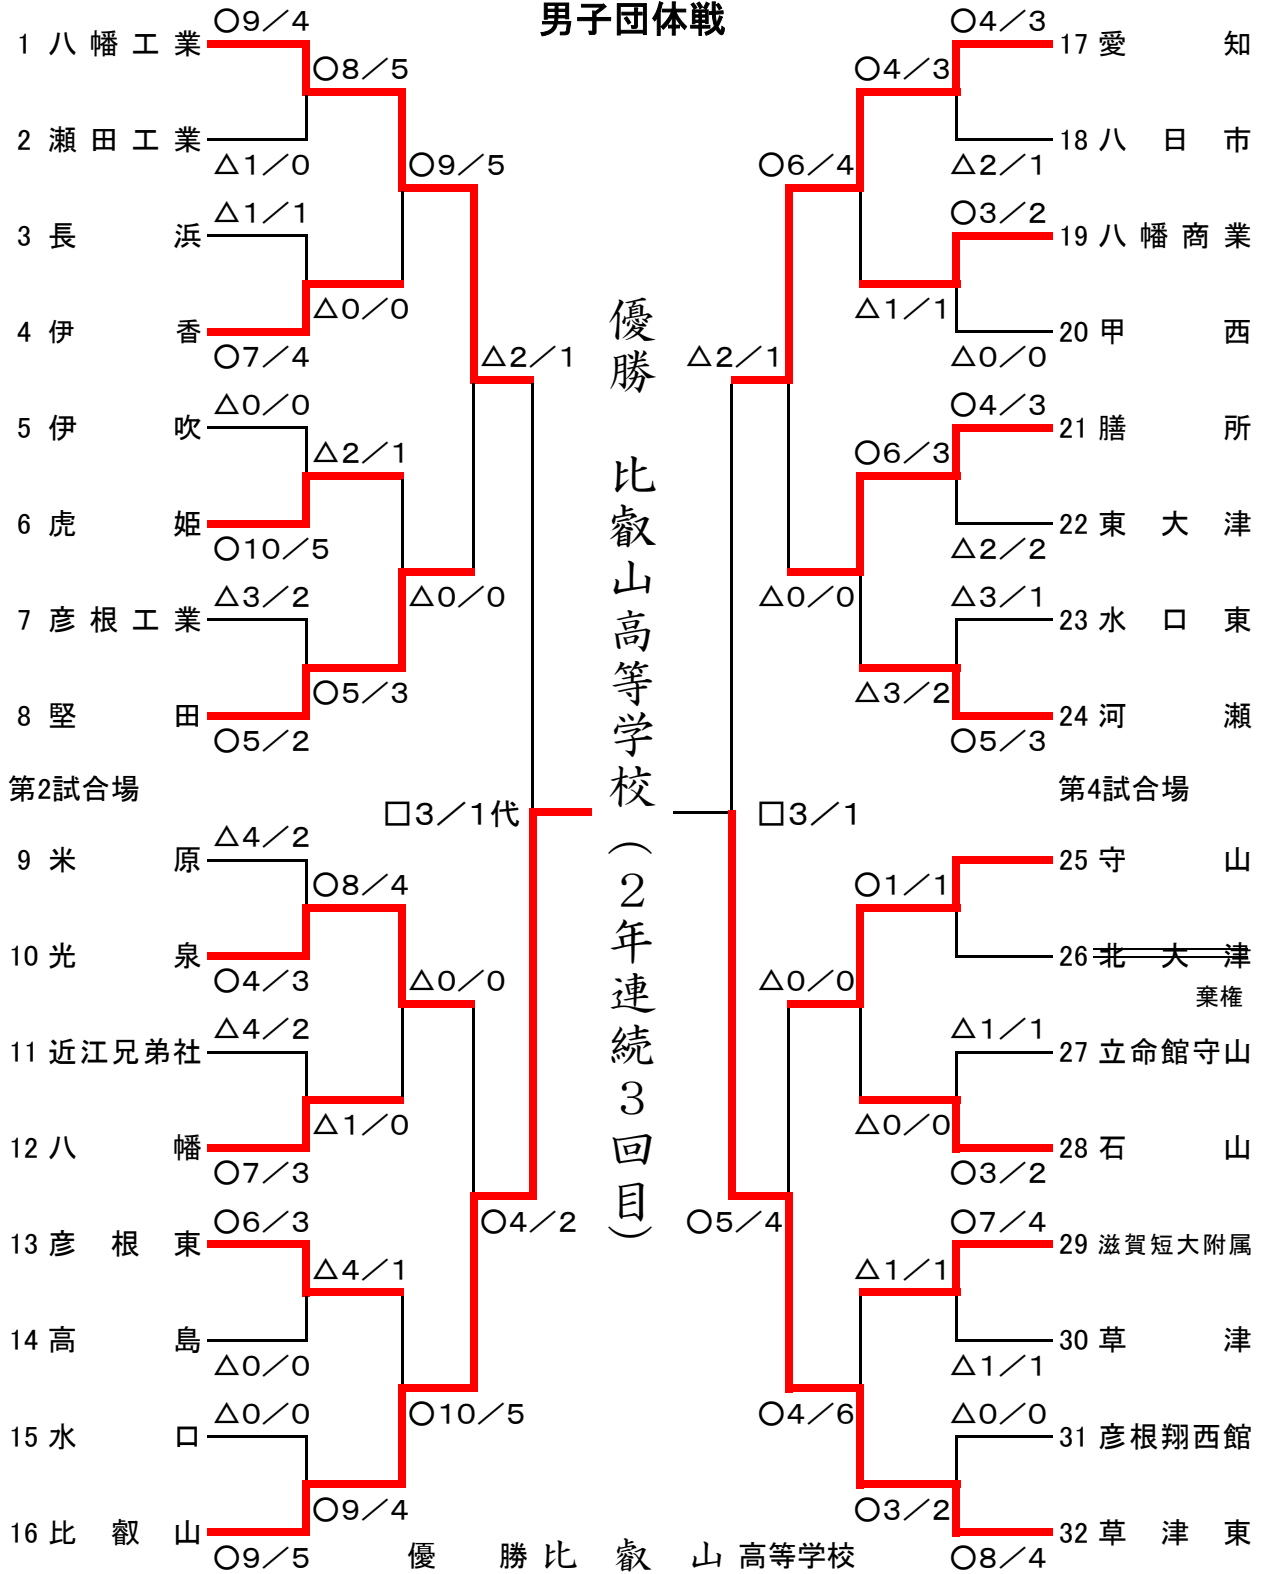 男子団体戦
○9／4
1 八幡工業
○8／5
2 瀬田工業
△1／0
○9／5
△1／1
3 長浜
△0／0
4 伊香
○7／4
△2／1
△0／0
5 伊吹
△2／1
6 虎姫
○10／5
△3／2
△0／0
7 彦根工業
○5／3
8 堅田
○5／2
第2試合場
□3／1代
△4／2
9 米原
○8／4
10 光泉
○4／3
△0／0
△4／2
11 近江兄弟社
△1／0
12 八幡
○7／3
○6／3
○4／2
13 彦根東
△4／1
14 高島
△0／0
△0／0
○10／5
15 水口
○9／4
16 比叡山
○9／5
優勝 比叡山高等学校（2年連続3回目）
○4／3
17 愛知
○4／3
18 八日市
△2／1
○6／4
○3／2
19 八幡商業
△1／1
20 甲西
△0／0
△2／1
○4／3
21 膳所
○6／3
22 東大津
△2／2
△3／1
△0／0
23 水口東
△3／2
24 河瀬
○5／3
第4試合場
□3／1
25 守山
○1／1
26 北大津
棄権
△0／0
△1／1
27 立命館守山
△0／0
28 石山
○3／2
○7／4
○5／4
29 滋賀短大附属
△1／1
30 草津
△1／1
△0／0
○4／6
31 彦根翔西館
○3／2
32 草津東
○8／4
優勝比叡山高等学校